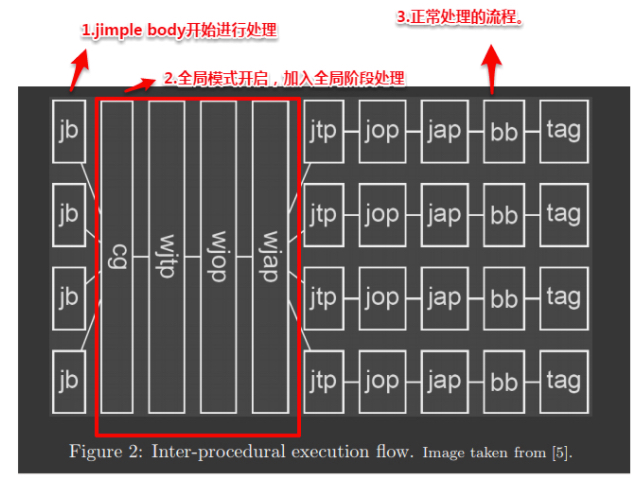 3.正常处理的流程。
1.jimple body开始进行处理
2.全局模式开启，加入全局阶段处理
jb jtp jop jap bb tag
jb jtp jop jap bb tag
cg wjtp wjop wjap
jb jtp jop jap bb tag
jb jtp jop jap bb tag
Figure 2: Inter-procedural execution flow. Image taken from [5].